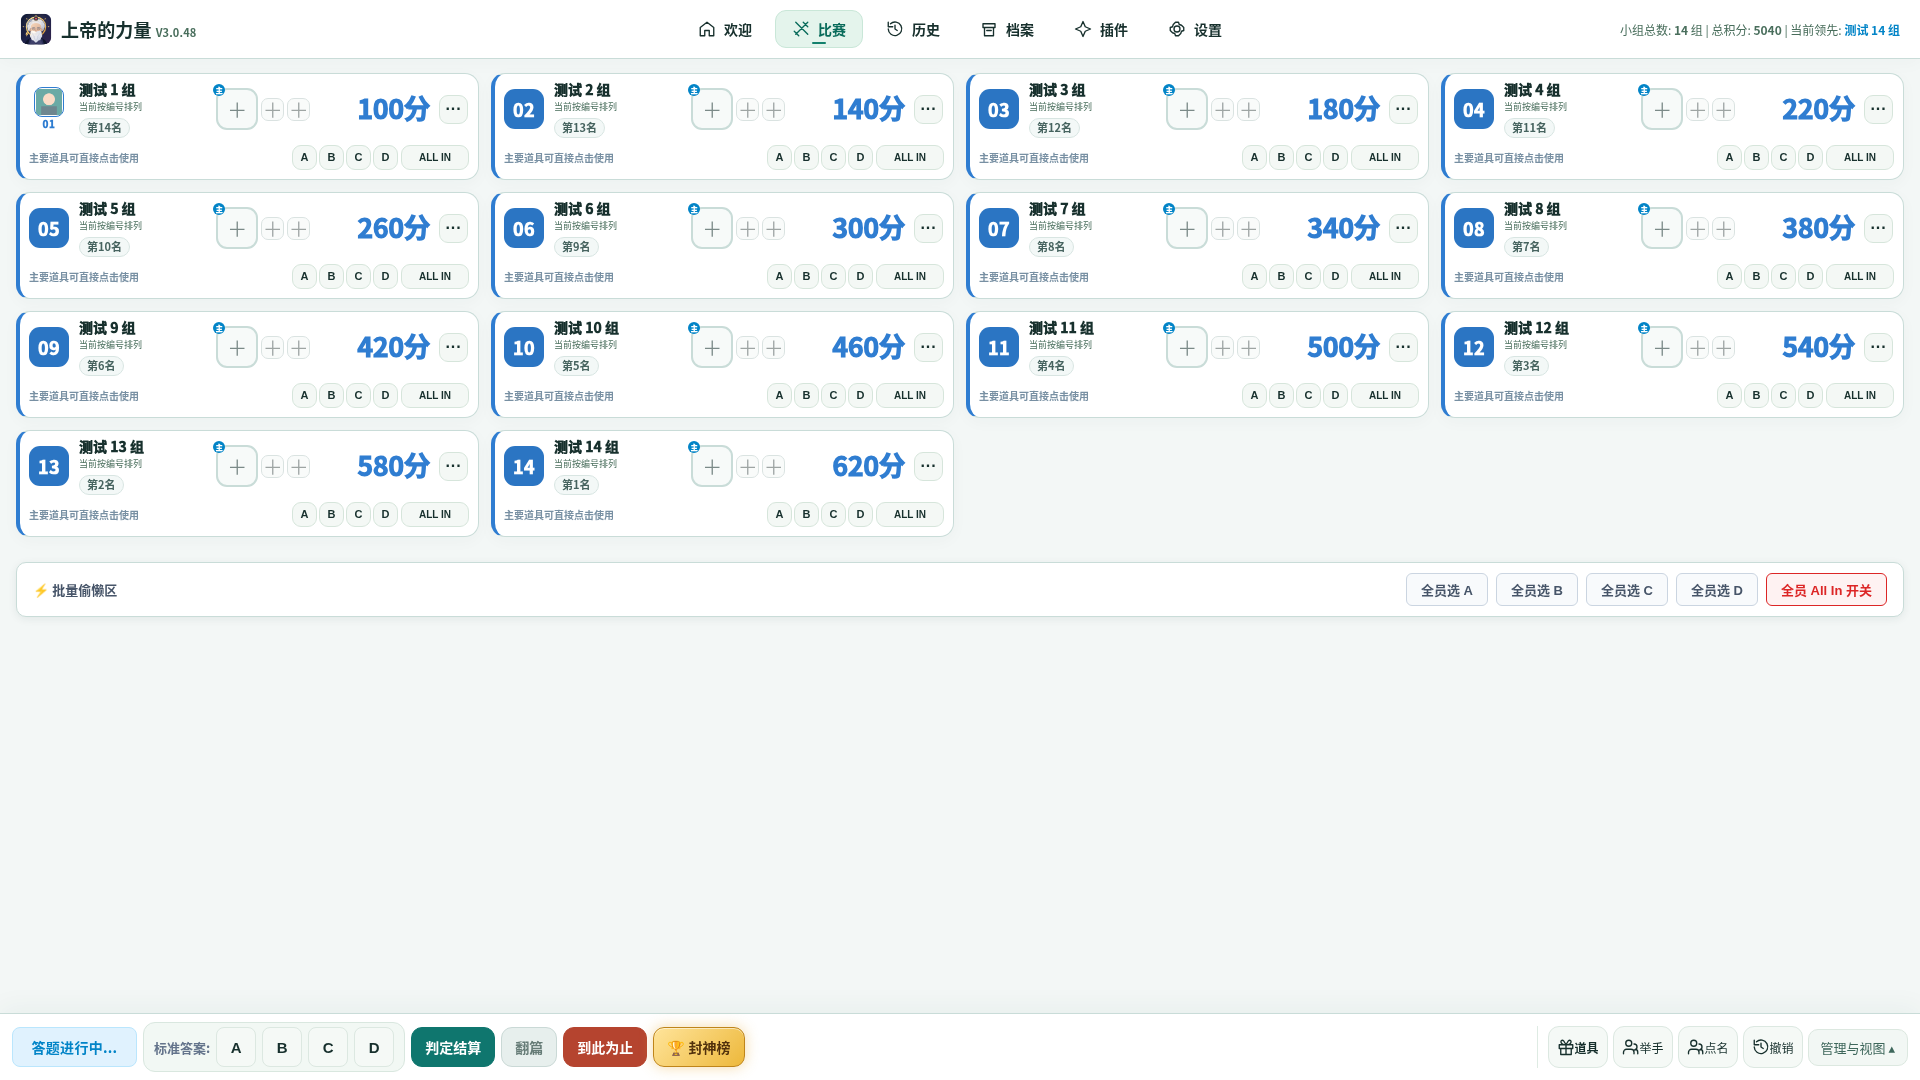 上帝的力量 V3.0.48
欢迎
比赛
历史
档案
插件
设置
小组总数: 14 组 | 总积分: 5040 | 当前领先: 测试 14 组
01
测试 1 组
当前按编号排列
第14名
主
100分
···
主要道具可直接点击使用
A B C D ALL IN
02
测试 2 组
当前按编号排列
第13名
主
140分
···
主要道具可直接点击使用
A B C D ALL IN
03
测试 3 组
当前按编号排列
第12名
主
180分
···
主要道具可直接点击使用
A B C D ALL IN
04
测试 4 组
当前按编号排列
第11名
主
220分
···
主要道具可直接点击使用
A B C D ALL IN
05
测试 5 组
当前按编号排列
第10名
主
260分
···
主要道具可直接点击使用
A B C D ALL IN
06
测试 6 组
当前按编号排列
第9名
主
300分
···
主要道具可直接点击使用
A B C D ALL IN
07
测试 7 组
当前按编号排列
第8名
主
340分
···
主要道具可直接点击使用
A B C D ALL IN
08
测试 8 组
当前按编号排列
第7名
主
380分
···
主要道具可直接点击使用
A B C D ALL IN
09
测试 9 组
当前按编号排列
第6名
主
420分
···
主要道具可直接点击使用
A B C D ALL IN
10
测试 10 组
当前按编号排列
第5名
主
460分
···
主要道具可直接点击使用
A B C D ALL IN
11
测试 11 组
当前按编号排列
第4名
主
500分
···
主要道具可直接点击使用
A B C D ALL IN
12
测试 12 组
当前按编号排列
第3名
主
540分
···
主要道具可直接点击使用
A B C D ALL IN
13
测试 13 组
当前按编号排列
第2名
主
580分
···
主要道具可直接点击使用
A B C D ALL IN
14
测试 14 组
当前按编号排列
第1名
主
620分
···
主要道具可直接点击使用
A B C D ALL IN
⚡ 批量偷懒区
全员选 A
全员选 B
全员选 C
全员选 D
全员 All In 开关
答题进行中...
标准答案: A B C D
判定结算
翻篇
到此为止
🏆 封神榜
道具
举手
点名
撤销
管理与视图 ▴